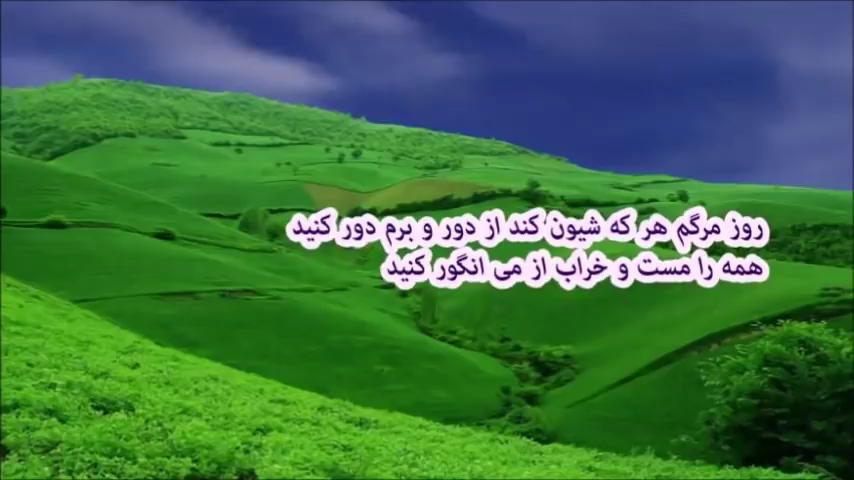 روز مرگم هر که شیون کند از دور و برم دور کنید
همه را مست و خراب از می انگور کنید